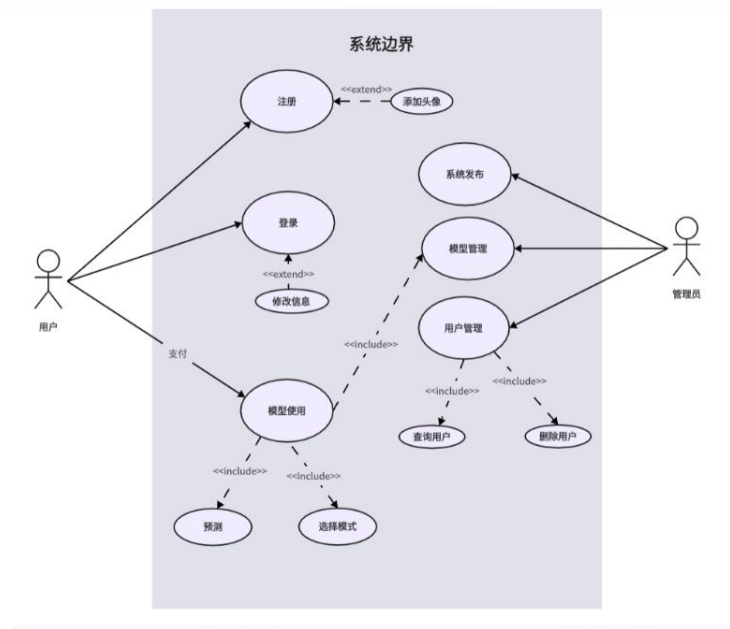 系统边界
注册
<<extend>>
添加头像
系统发布
登录
模型管理
<<extend>>
修改信息
用户
管理员
用户管理
<<include>>
支付
<<include>>
<<include>>
模型使用
查询用户
删除用户
<<include>>
<<include>>
预测
选择模式